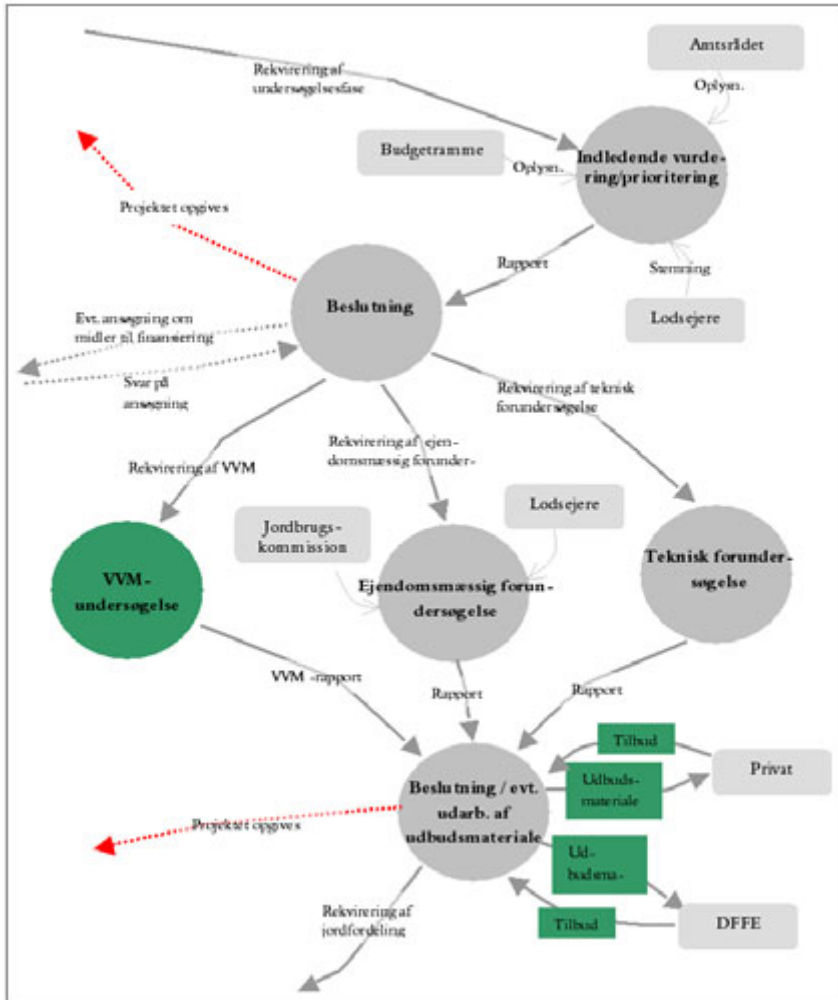 Amtsrådet
Rekvirering af
undersøgelsesfase
Oplysn.
Budgetramme
Oplysn.
Indledende vurde-
ring/prioritering
Projektet opgives
Rapport
Stemning
Lodsejere
Beslutning
Evt. ansøgning om
midler til finansiering
Svar på
ansøgning
Rekvirering af teknisk
forundersøgelse
Rekvirering af ejen-
domsmæssig forunder-
Rekvirering af VVM
Lodsejere
Jordbrugs-
kommission
VVM-
undersøgelse
Ejendomsmæssig forun-
dersøgelse
Teknisk forunder-
søgelse
VVM -rapport
Rapport
Rapport
Tilbud
Privat
Udbuds-
materiale
Beslutning / evt.
udarb. af
udbudsmateriale
Projektet opgives
Ud-
budsma-
Rekvirering af
jordfordeling
Tilbud
DFFE